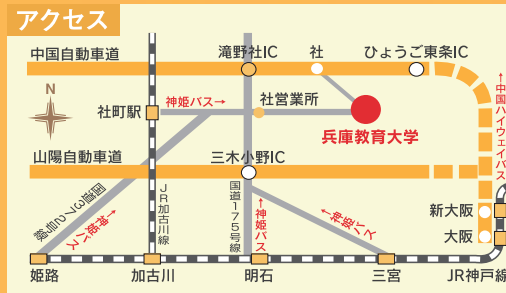 アクセス
中国自動車道
滝野社IC
社
ひょうご東条IC
←中国ハイウェイバス
N
社町駅
神姫バス→
社営業所
兵庫教育大学
山陽自動車道
三木小野IC
国道372号線
←神姫バス
JR加古川線
国道175号線
←神姫バス
←神姫バス
新大阪
大阪
姫路
加古川
明石
三宮
JR神戸線